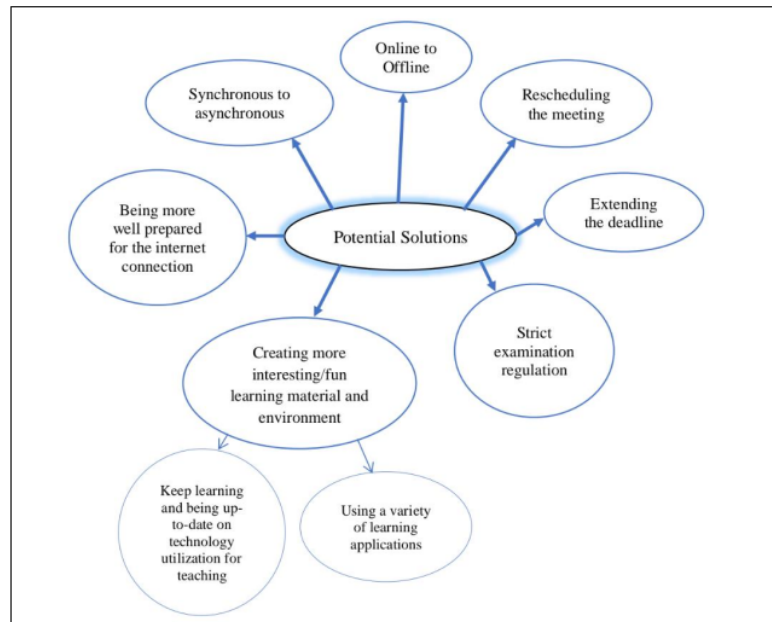 Online to
Offline
Synchronous to
asynchronous
Rescheduling
the meeting
Being more
well prepared
for the internet
connection
Potential Solutions
Extending
the deadline
Creating more
interesting/fun
learning material and
environment
Strict
examination
regulation
Keep learning
and being up-
to-date on
technology
utilization for
teaching
Using a variety
of learning
applications